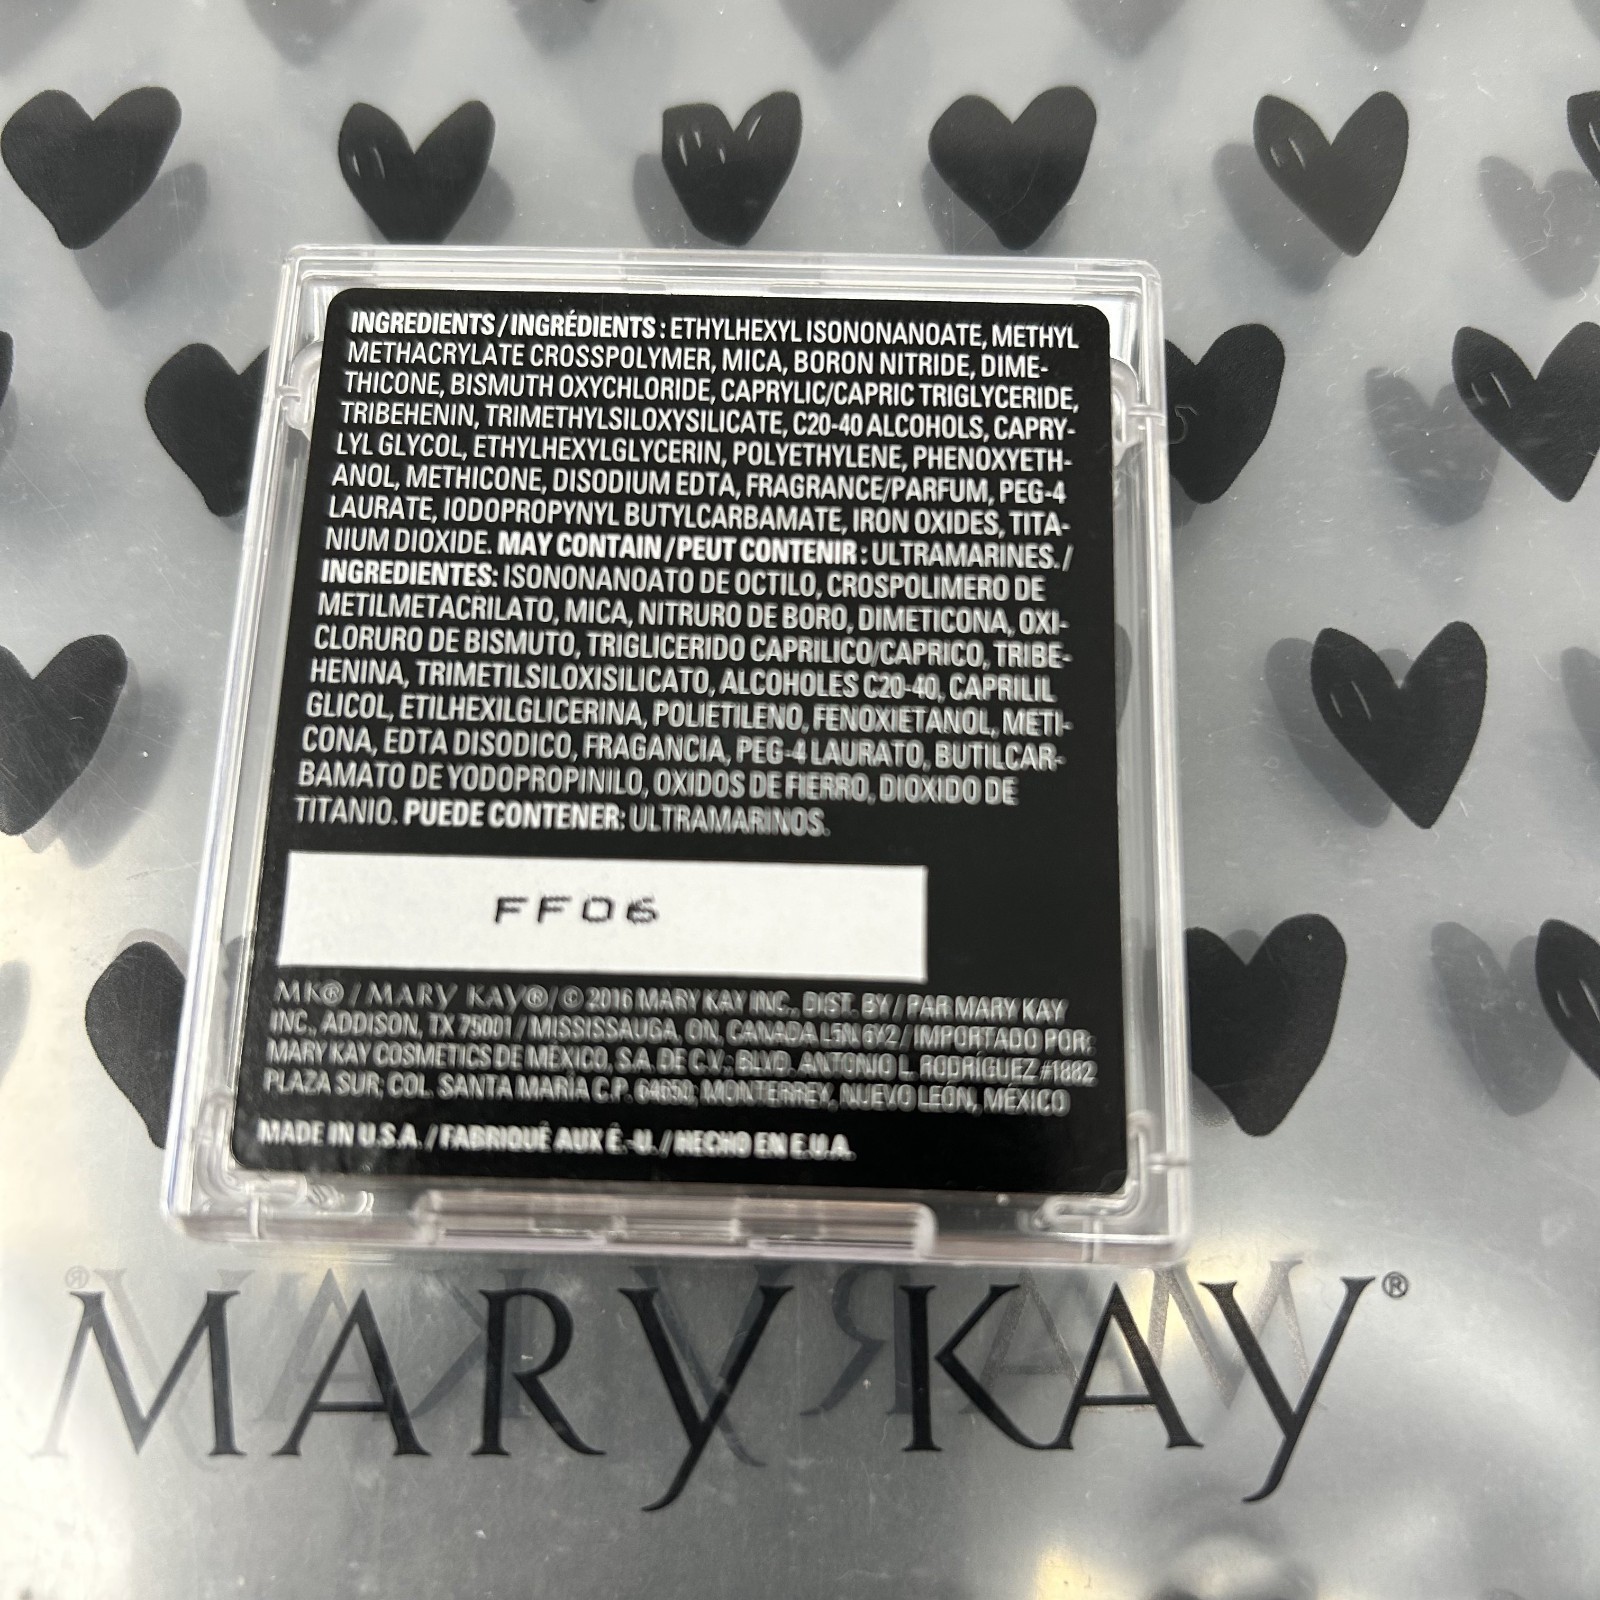 INGREDIENTS / INGRÉDIENTS : ETHYLHEXYL ISONONANOATE, METHYL
METHACRYLATE CROSSPOLYMER, MICA, BORON NITRIDE, DIME-
THICONE, BISMUTH OXYCHLORIDE, CAPRYLIC/CAPRIC TRIGLYCERIDE,
TRIBEHENIN, TRIMETHYLSILOXYSILICATE, C20-40 ALCOHOLS, CAPRY-
LYL GLYCOL, ETHYLHEXYLGLYCERIN, POLYETHYLENE, PHENOXYETH-
ANOL, METHICONE, DISODIUM EDTA, FRAGRANCE/PARFUM, PEG-4
LAURATE, IODOPROPYNYL BUTYLCARBAMATE, IRON OXIDES, TITA-
NIUM DIOXIDE. MAY CONTAIN / PEUT CONTENIR : ULTRAMARINES. /
INGREDIENTES: ISONONANOATO DE OCTILO, CROSPOLIMERO DE
METILMETACRILATO, MICA, NITRURO DE BORO, DIMETICONA, OXI-
CLORURO DE BISMUTO, TRIGLICERIDO CAPRILICO/CAPRICO, TRIBE-
HENINA, TRIMETILSILOXISILICATO, ALCOHOLES C20-40, CAPRILIL
GLICOL, ETILHEXILGLICERINA, POLIETILENO, FENOXIETANOL, METI-
CONA, EDTA DISODICO, FRAGANCIA, PEG-4 LAURATO, BUTILCAR-
BAMATO DE YODOPROPINILO, OXIDOS DE FIERRO, DIOXIDO DE
TITANIO. PUEDE CONTENER: ULTRAMARINOS.
FF06
MK® / MARY KAY® / © 2016 MARY KAY INC., DIST. BY / PAR MARY KAY
INC., ADDISON, TX 75001 / MISSISSAUGA, ON, CANADA L5N 6Y2 / IMPORTADO POR:
MARY KAY COSMETICS DE MÉXICO, S.A. DE C.V.; BLVD. ANTONIO L. RODRÍGUEZ #1882
PLAZA SUR; COL. SANTA MARÍA C.P. 64650; MONTERREY, NUEVO LEÓN, MÉXICO
MADE IN U.S.A. / FABRIQUÉ AUX É.-U. / HECHO EN E.U.A.
MARY KAY®